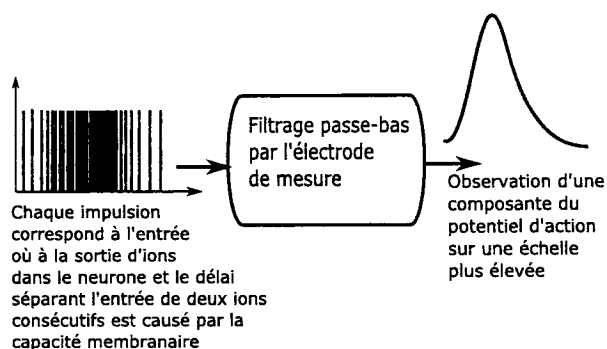 Filtrage passe-bas
par l'électrode
de mesure
Chaque impulsion
correspond à l'entrée
où à la sortie d'ions
dans le neurone et le délai
séparant l'entrée de deux ions
consécutifs est causé par la
capacité membranaire
Observation d'une
composante du
potentiel d'action
sur une échelle
plus élevée